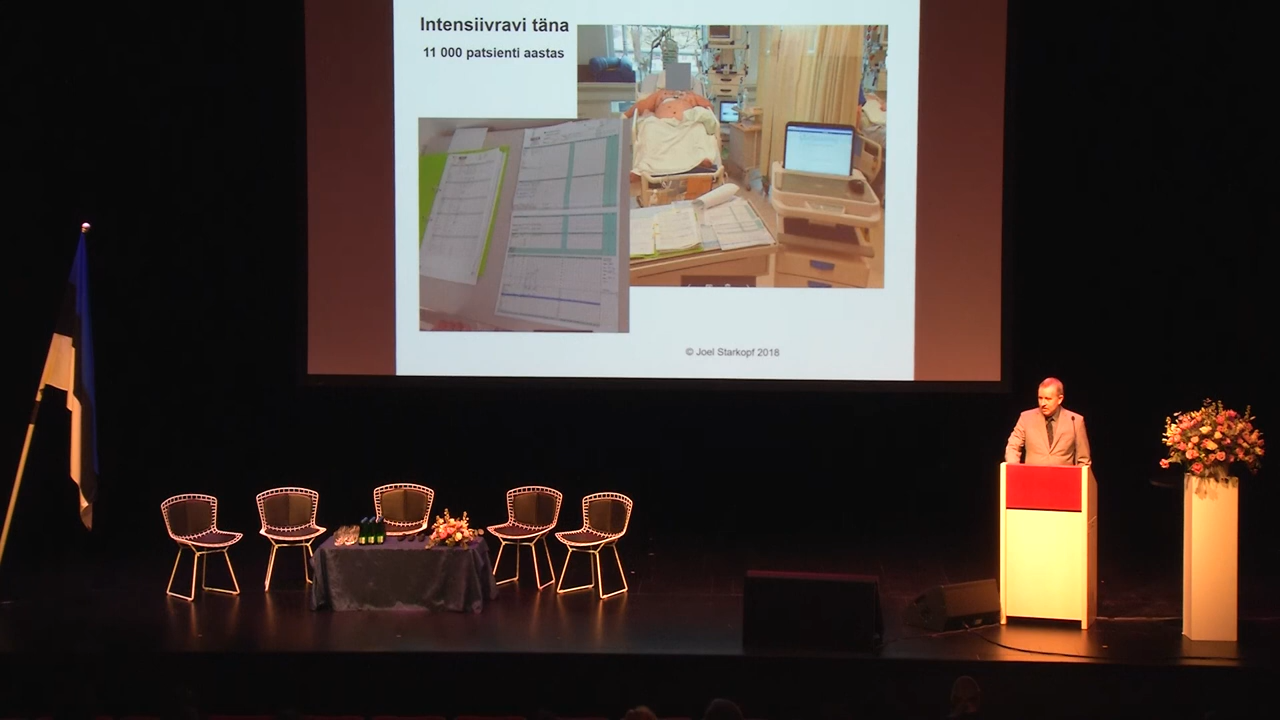 Intensiivravi täna
11 000 patsienti aastas
© Joel Starkopf 2018